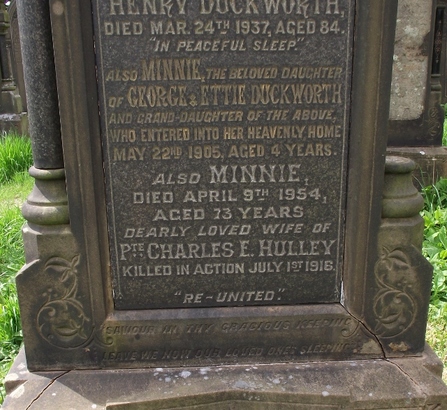 HENRY DUCKWORTH,
DIED MAR. 24TH 1937, AGED 84.
"IN PEACEFUL SLEEP."
ALSO MINNIE, THE BELOVED DAUGHTER
OF GEORGE & ETTIE DUCKWORTH
AND GRAND-DAUGHTER OF THE ABOVE,
WHO ENTERED INTO HER HEAVENLY HOME
MAY 22ND 1905, AGED 4 YEARS.
ALSO MINNIE,
DIED APRIL 9TH 1954,
AGED 73 YEARS
DEARLY LOVED WIFE OF
PTE CHARLES E. HULLEY
KILLED IN ACTION JULY 1ST 1916.
"RE-UNITED."
SAVIOUR, IN THY GRACIOUS KEEPING
LEAVE WE NOW OUR LOVED ONES SLEEPING